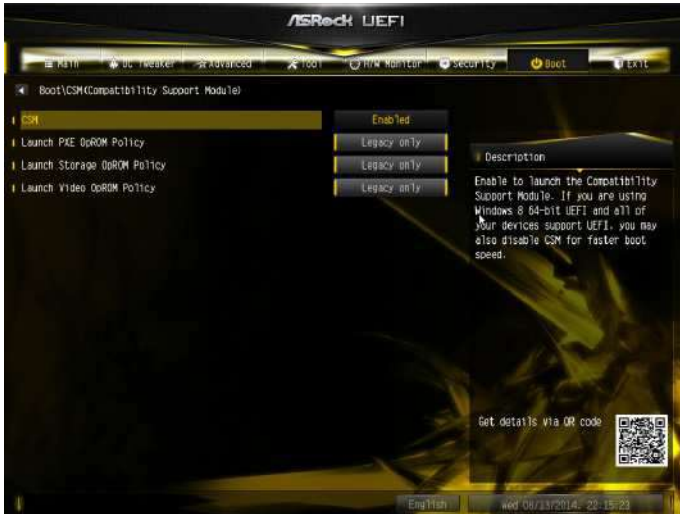 ASRock UEFI
Main OC Tweaker Advanced Tool H/W Monitor Security Boot Exit
Boot\CSM(Compatibility Support Module)
CSM Enabled
Launch PXE OpROM Policy Legacy only
Launch Storage OpROM Policy Legacy only
Launch Video OpROM Policy Legacy only
Description
Enable to launch the Compatibility
Support Module. If you are using
Windows 8 64-bit UEFI and all of
your devices support UEFI, you may
also disable CSM for faster boot
speed.
Get details via QR code
English Wed 08/13/2014, 22:15:23